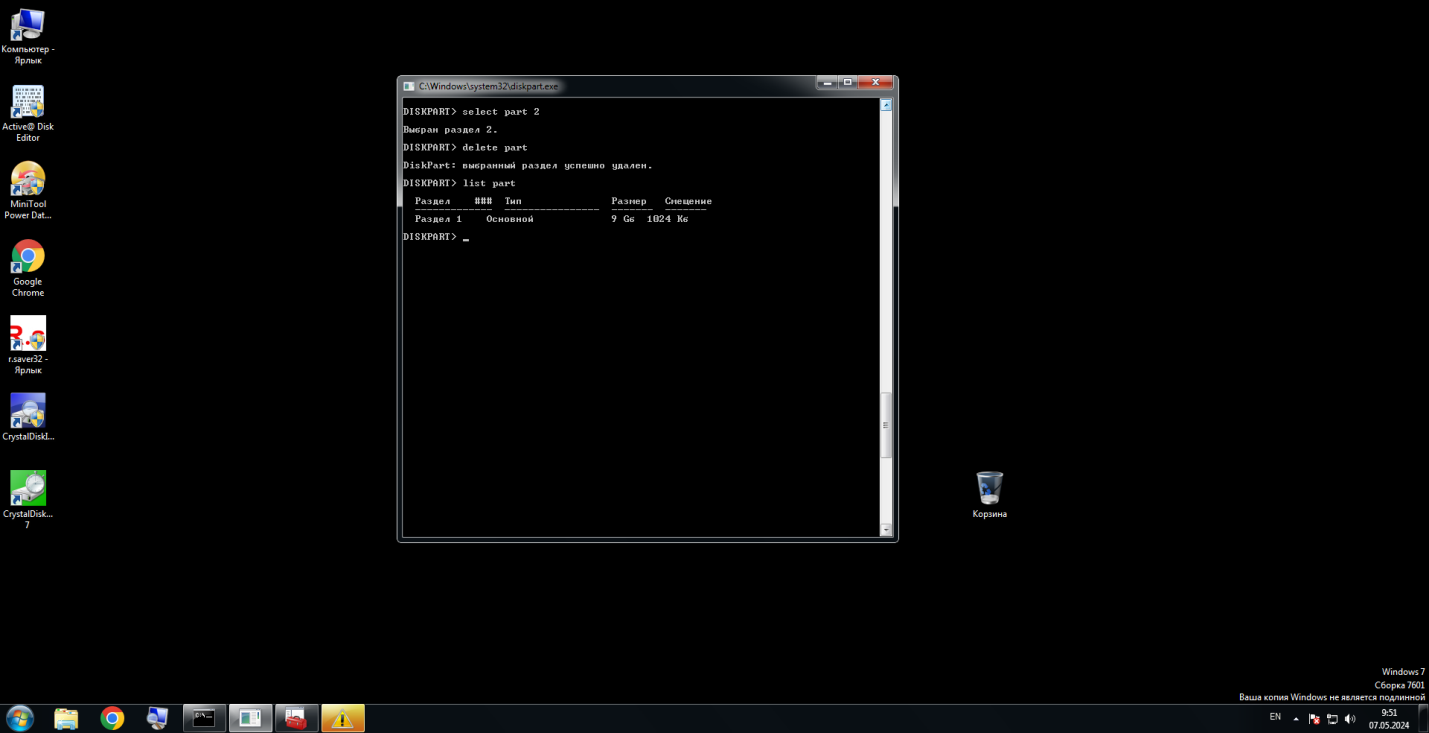 Компьютер -
Ярлык
Active@ Disk
Editor
MiniTool
Power Dat...
Google
Chrome
R.s
r.saver32 -
Ярлык
CrystalDiskI...
CrystalDisk...
7
C:\Windows\system32\diskpart.exe
DISKPART> select part 2
Выбран раздел 2.
DISKPART> delete part
DiskPart: выбранный раздел успешно удален.
DISKPART> list part
Раздел ### Тип Размер Смещение
------------- ---------------- ------- -------
Раздел 1 Основной 9 Gб 1024 Kб
DISKPART> _
Корзина
Windows 7
Сборка 7601
Ваша копия Windows не является подлинной
EN
9:51
07.05.2024